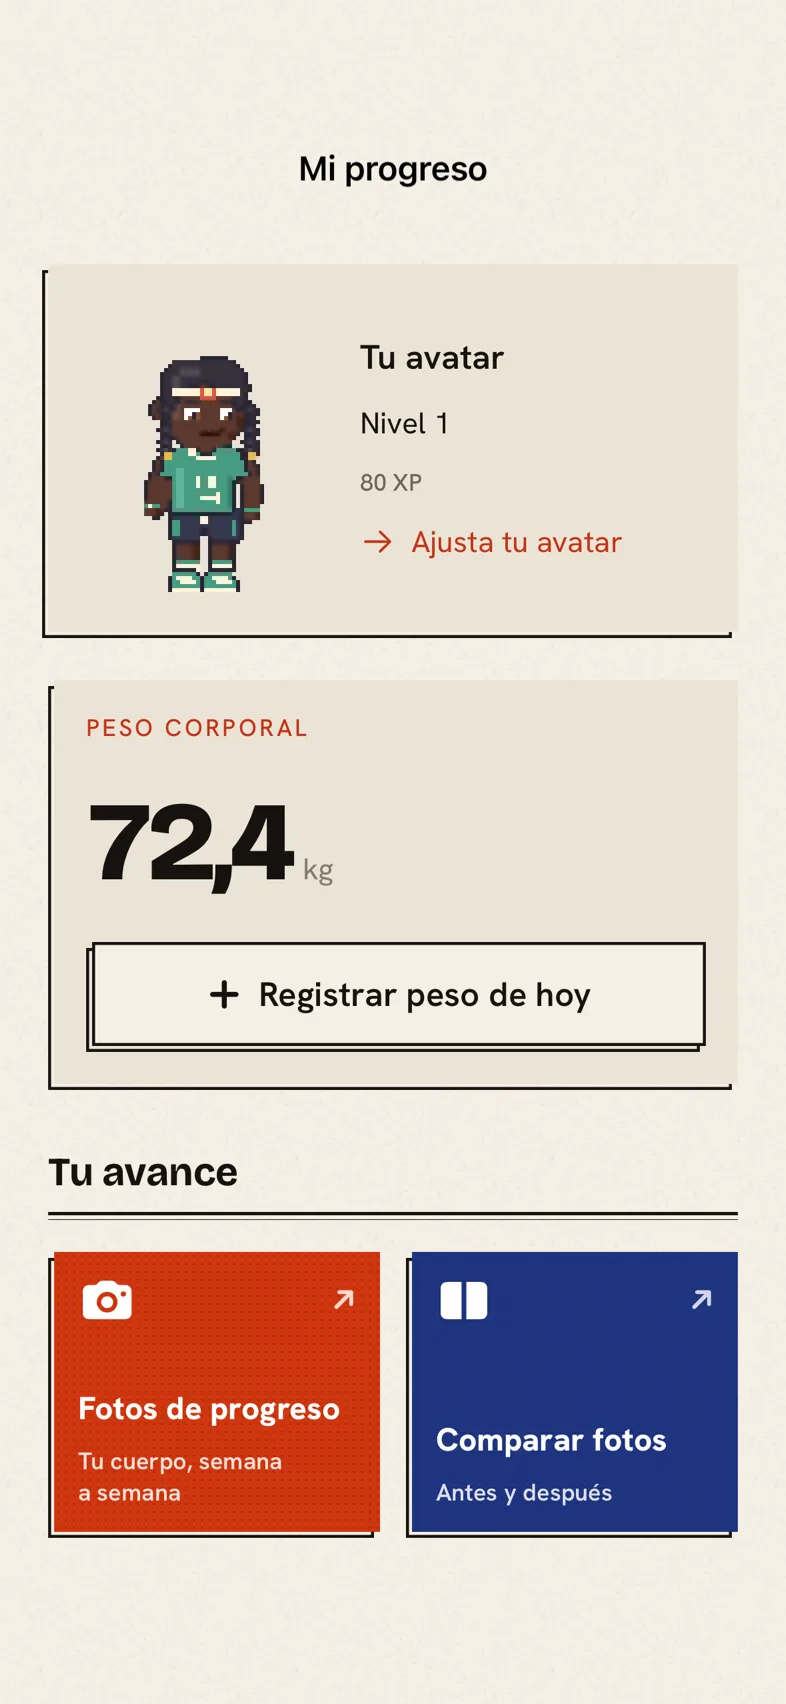 Mi progreso
Tu avatar
Nivel 1
80 XP
Ajusta tu avatar
PESO CORPORAL
72,4 kg
Registrar peso de hoy
Tu avance
Fotos de progreso
Tu cuerpo, semana
a semana
Comparar fotos
Antes y después